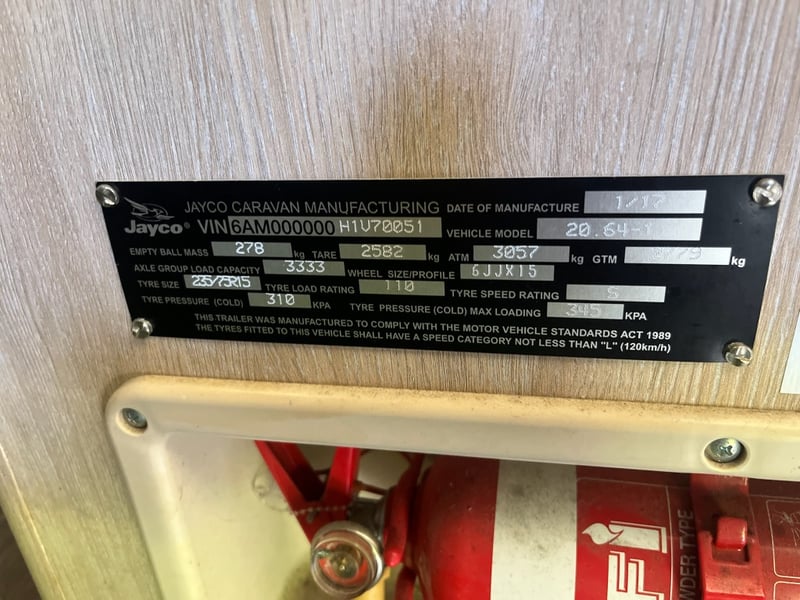 JAYCO CARAVAN MANUFACTURING DATE OF MANUFACTURE 1/17
Jayco® VIN 6AM000000H1V70051 VEHICLE MODEL 20.64-1
EMPTY BALL MASS 278 kg TARE 2582 kg ATM 3057 kg GTM kg
AXLE GROUP LOAD CAPACITY 3333 WHEEL SIZE/PROFILE 6JJX15
TYRE SIZE 235/75R15 TYRE LOAD RATING 110 TYRE SPEED RATING S
TYRE PRESSURE (COLD) 310 KPA TYRE PRESSURE (COLD) MAX LOADING 345 KPA
THIS TRAILER WAS MANUFACTURED TO COMPLY WITH THE MOTOR VEHICLE STANDARDS ACT 1989
THE TYRES FITTED TO THIS VEHICLE SHALL HAVE A SPEED CATEGORY NOT LESS THAN "L" (120km/h)
FI
WDER TYPE